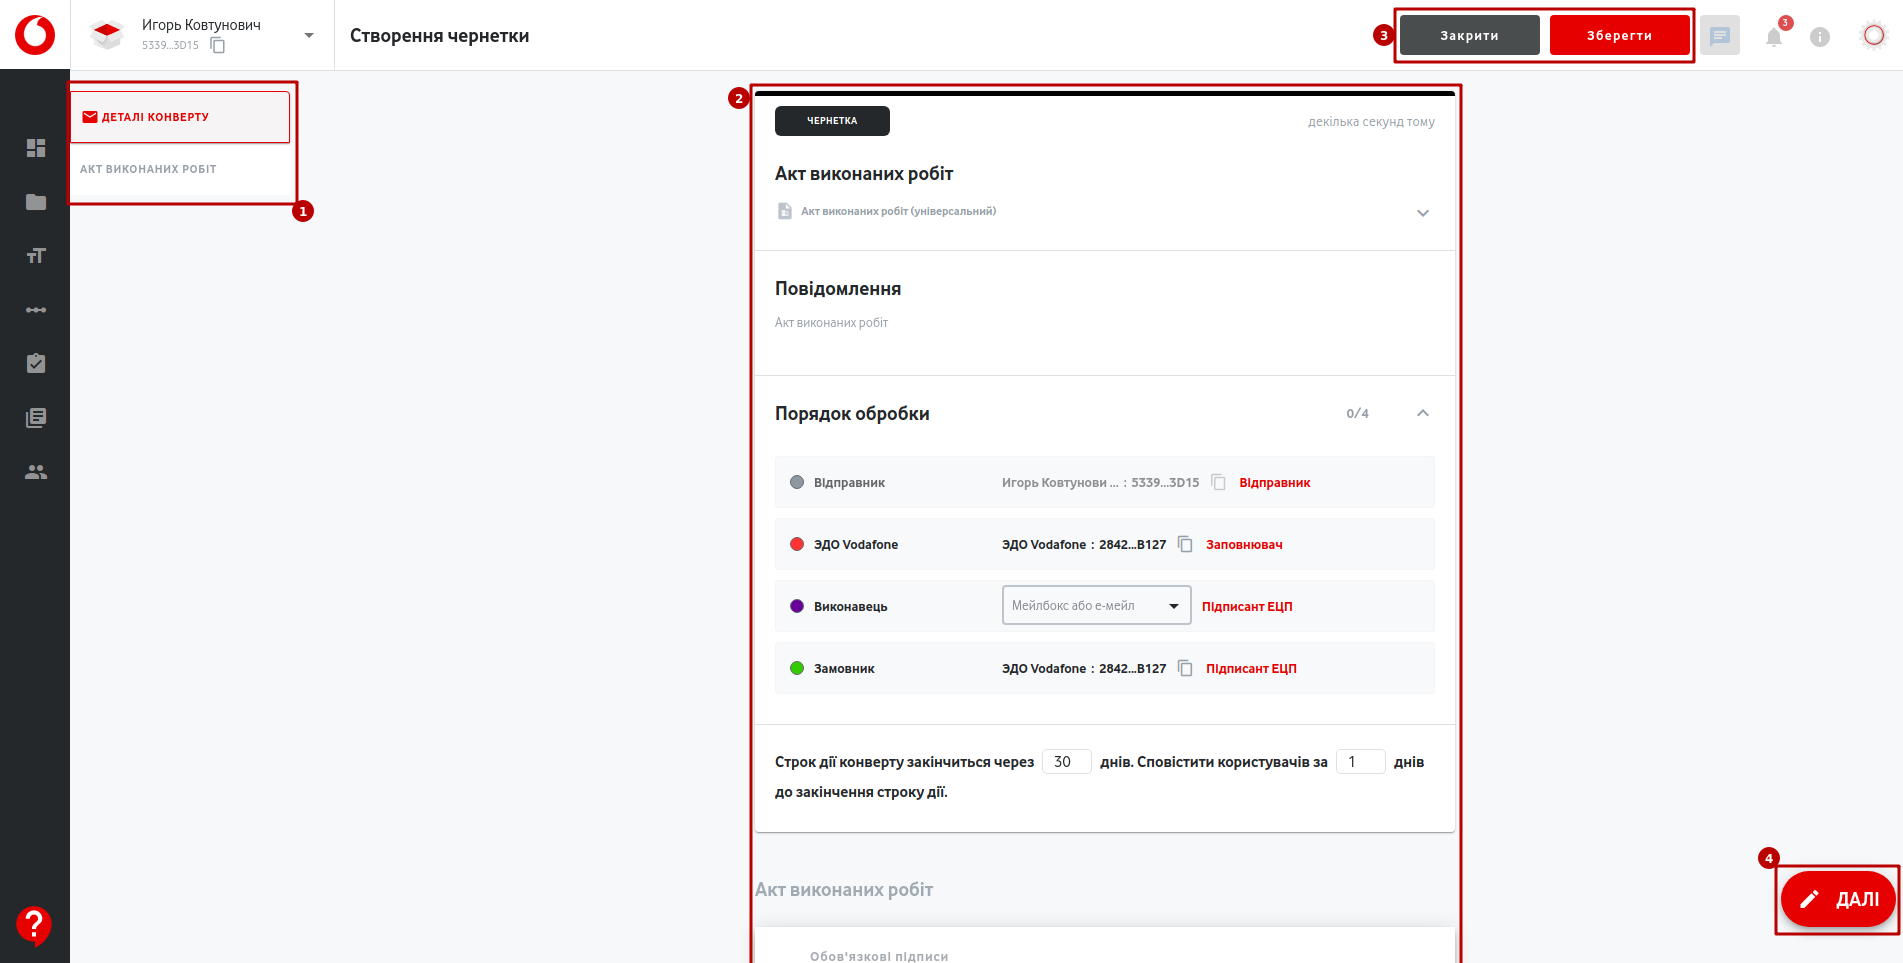 Игорь Ковтунович
5339...3D15
Створення чернетки
3
Закрити
Зберегти
3
ДЕТАЛІ КОНВЕРТУ
АКТ ВИКОНАНИХ РОБІТ
1
2
ЧЕРНЕТКА
декілька секунд тому
Акт виконаних робіт
Акт виконаних робіт (універсальний)
Повідомлення
Акт виконаних робіт
Порядок обробки
0/4
Відправник
Игорь Ковтунови ... : 5339...3D15
Відправник
ЭДО Vodafone
ЭДО Vodafone : 2842...B127
Заповнювач
Виконавець
Мейлбокс або е-мейл
Підписант ЕЦП
Замовник
ЭДО Vodafone : 2842...B127
Підписант ЕЦП
Строк дії конверту закінчиться через 30 днів. Сповістити користувачів за 1 днів
до закінчення строку дії.
4
Акт виконаних робіт
ДАЛІ
?
Обов'язкові підписи